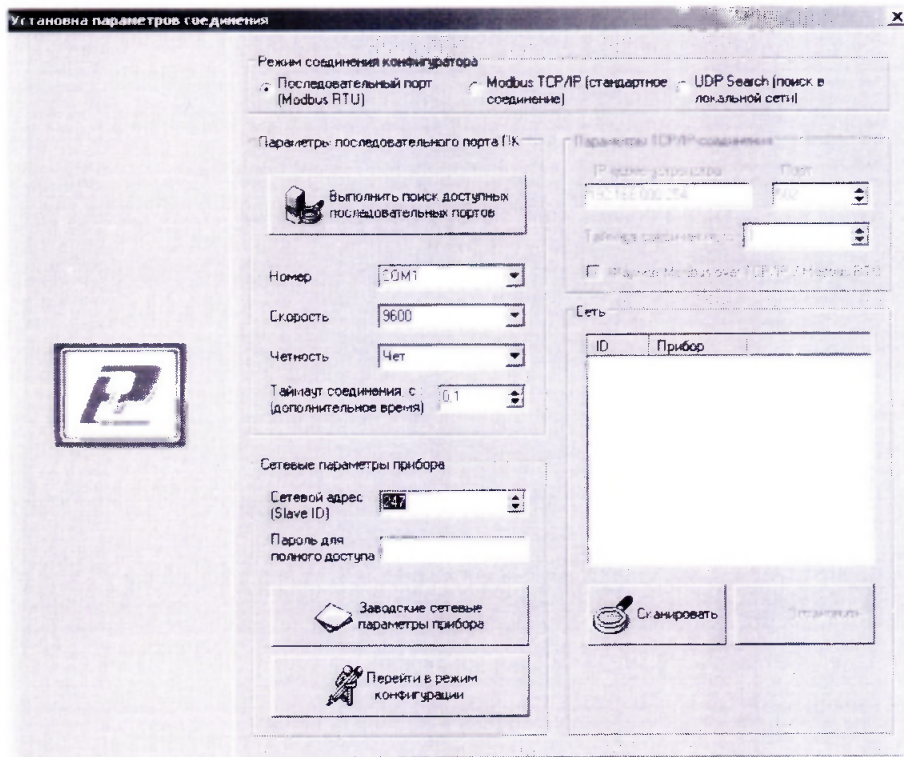 Установка параметров соединения
Режим соединения конфигуратора
Последовательный порт
(Modbus RTU)
Modbus TCP/IP (стандартное
соединение)
UDP Search (поиск в
локальной сети)
Параметры последовательного порта ПК
Выполнить поиск доступных
последовательных портов
Номер
COM1
Скорость
9600
Четность
Чет
Таймаут соединения, с
(дополнительное время)
0,1
Сетевые параметры прибора
Сетевой адрес
(Slave ID)
247
Пароль для
полного доступа
Заводские сетевые
параметры прибора
Перейти в режим
конфигурации
Параметры TCP/IP-соединения
Порт
Сеть
ID
Прибор
Сканировать